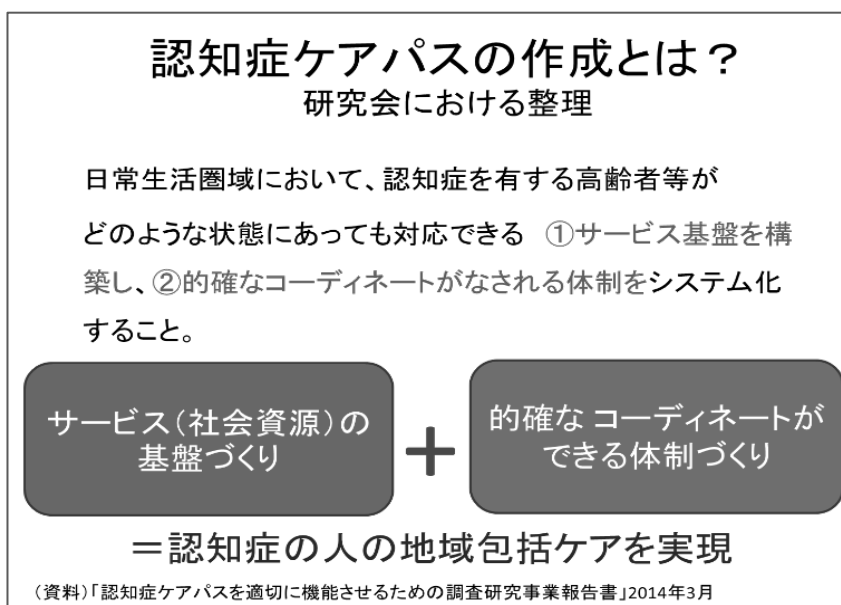 認知症ケアパスの作成とは？
研究会における整理
日常生活圏域において、認知症を有する高齢者等が
どのような状態にあっても対応できる　①サービス基盤を構
築し、②的確なコーディネートがなされる体制をシステム化
すること。
サービス（社会資源）の
基盤づくり
＋
的確な コーディネートが
できる体制づくり
＝認知症の人の地域包括ケアを実現
（資料）「認知症ケアパスを適切に機能させるための調査研究事業報告書」2014年3月